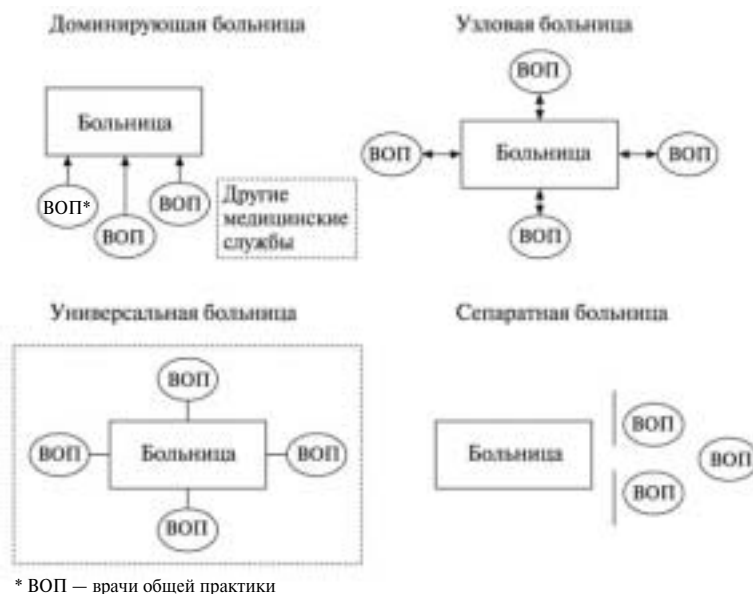 Доминирующая больница
Больница
ВОП*
ВОП
ВОП
Другие
медицинские
службы
Узловая больница
ВОП
ВОП
Больница
ВОП
ВОП
Универсальная больница
ВОП
ВОП
Больница
ВОП
ВОП
Сепаратная больница
Больница
ВОП
ВОП
ВОП
* ВОП — врачи общей практики